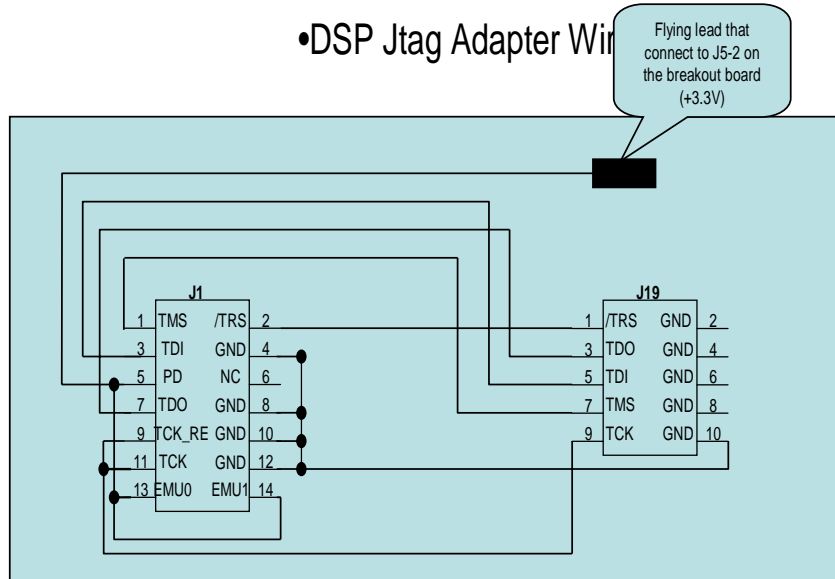 •DSP Jtag Adapter Wir
Flying lead that
connect to J5-2 on
the breakout board
(+3.3V)
J1
1 TMS /TRS 2
3 TDI GND 4
5 PD NC 6
7 TDO GND 8
9 TCK_RE GND 10
11 TCK GND 12
13 EMU0 EMU1 14
J19
1 /TRS GND 2
3 TDO GND 4
5 TDI GND 6
7 TMS GND 8
9 TCK GND 10